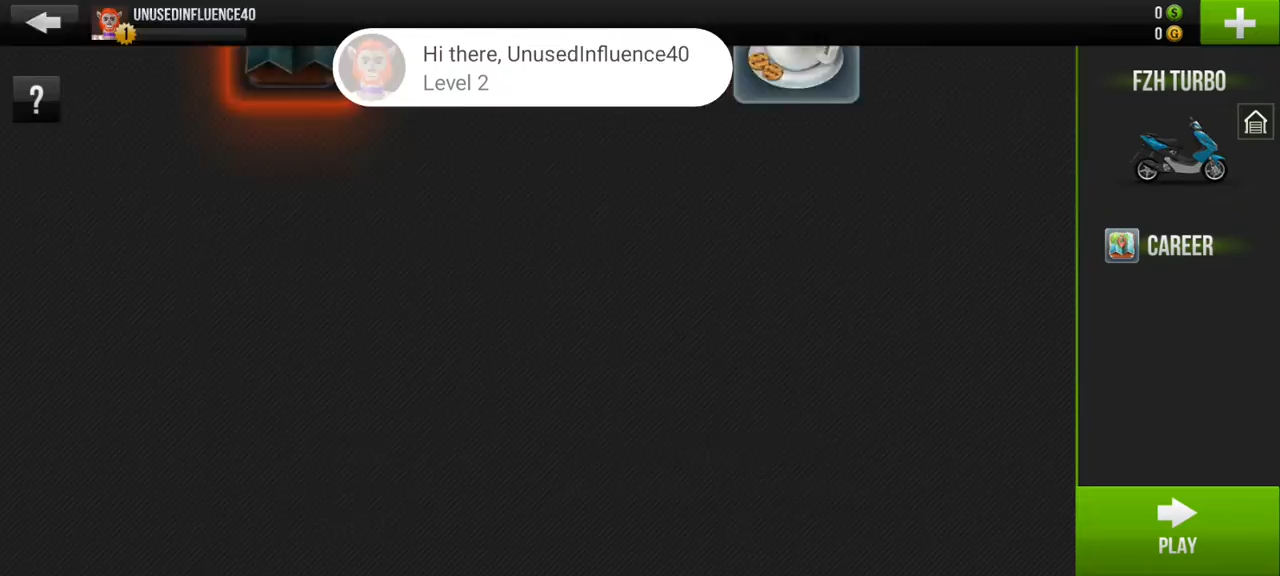 UNUSEDINFLUENCE40
1
0 S
0 G
Hi there, UnusedInfluence40
Level 2
?
FZH TURBO
CAREER
PLAY